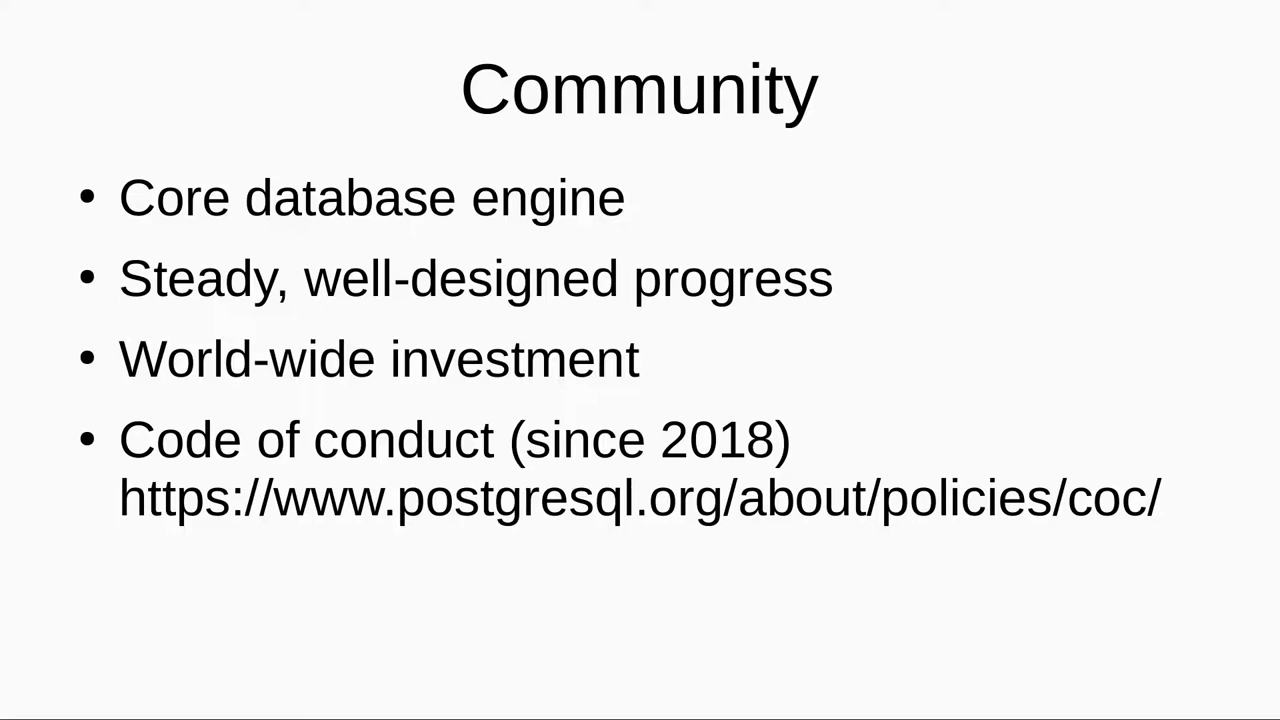 Community
• Core database engine
• Steady, well-designed progress
• World-wide investment
• Code of conduct (since 2018)
https://www.postgresql.org/about/policies/coc/